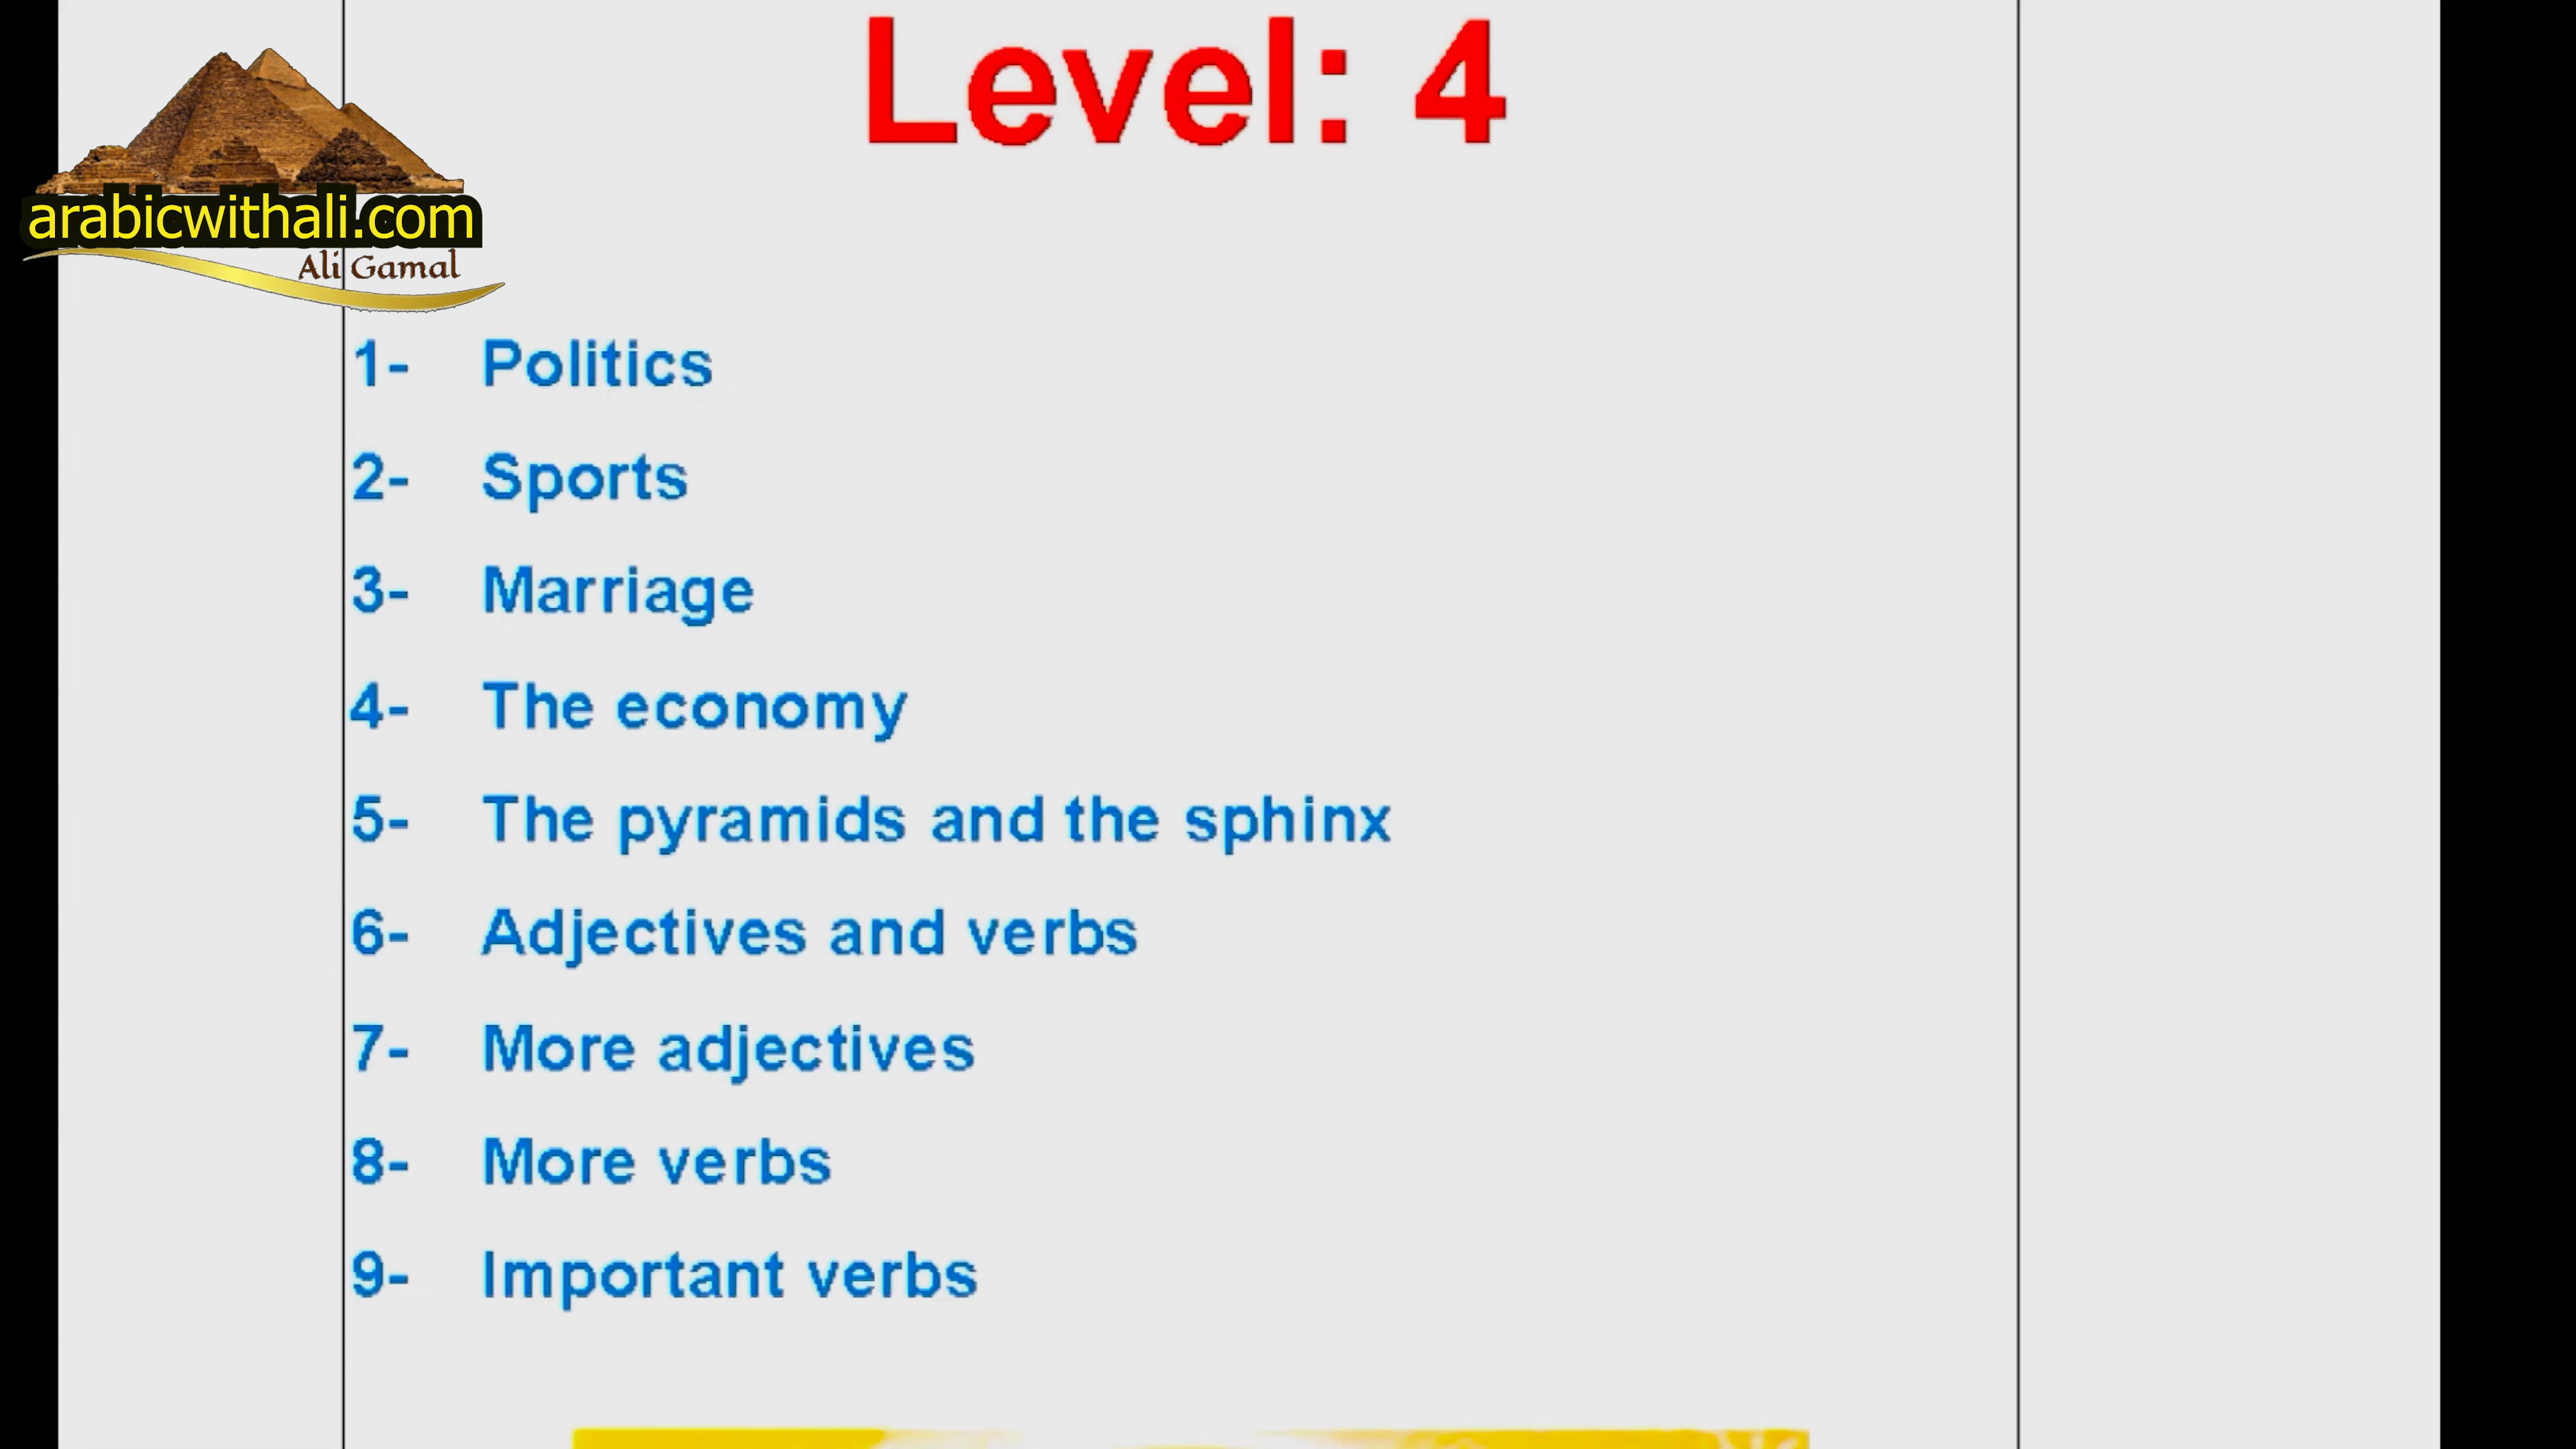 Level: 4
arabicwithali.com
Ali Gamal
1- Politics
2- Sports
3- Marriage
4- The economy
5- The pyramids and the sphinx
6- Adjectives and verbs
7- More adjectives
8- More verbs
9- Important verbs